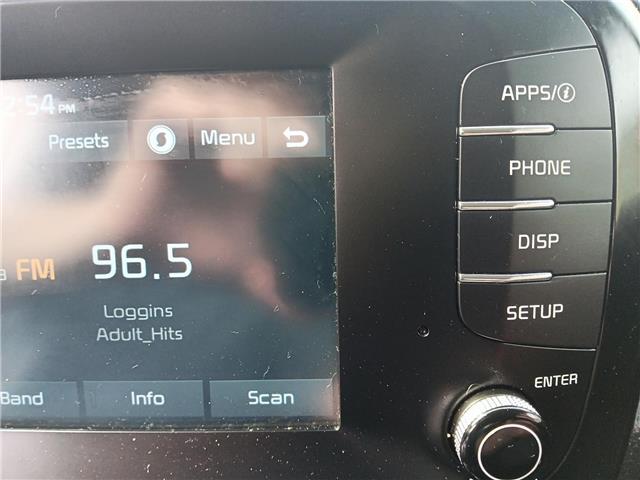 2:54 PM
Presets Menu
FM 96.5
Loggins
Adult_Hits
Band Info Scan
APPS/i
PHONE
DISP
SETUP
ENTER